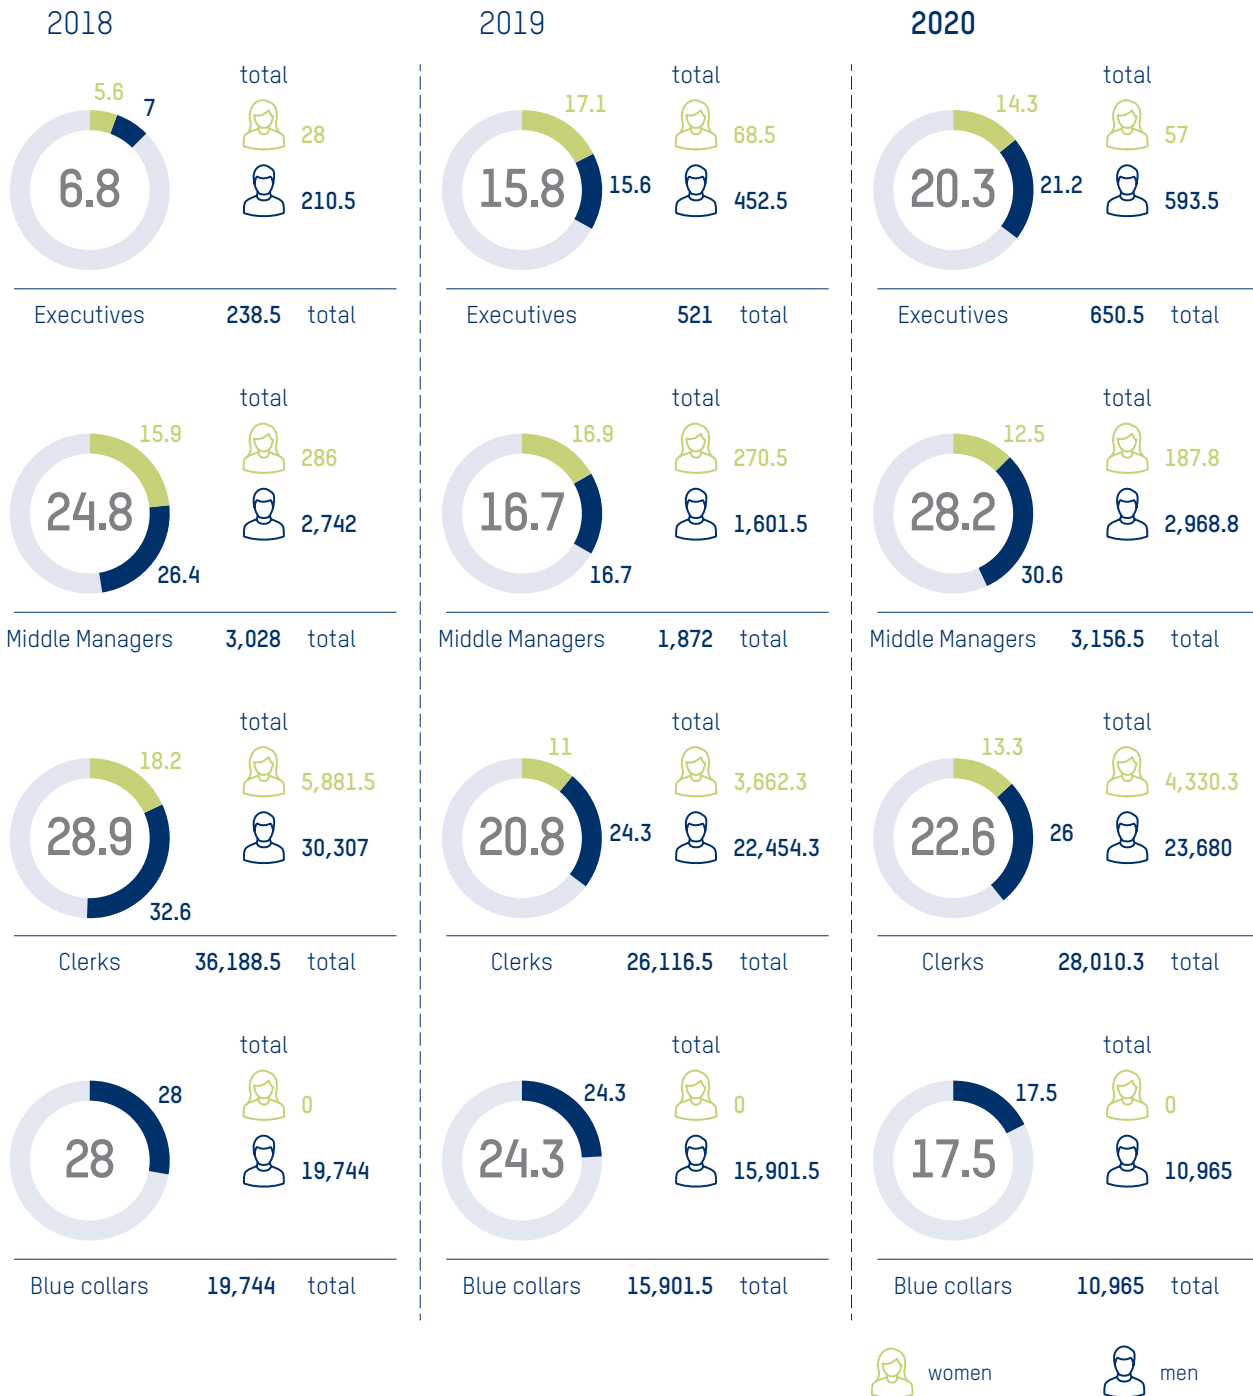 2018
total
5.6
7
28
6.8
210.5
Executives 238.5 total
total
15.9
286
24.8
2,742
26.4
Middle Managers 3,028 total
total
18.2
5,881.5
28.9
30,307
32.6
Clerks 36,188.5 total
total
28
0
28
19,744
Blue collars 19,744 total
2019
total
17.1
68.5
15.8
15.6
452.5
Executives 521 total
total
16.9
270.5
16.7
1,601.5
16.7
Middle Managers 1,872 total
total
11
3,662.3
20.8
24.3
22,454.3
Clerks 26,116.5 total
total
24.3
0
24.3
15,901.5
Blue collars 15,901.5 total
2020
total
14.3
57
20.3
21.2
593.5
Executives 650.5 total
total
12.5
187.8
28.2
2,968.8
30.6
Middle Managers 3,156.5 total
total
13.3
4,330.3
22.6
26
23,680
Clerks 28,010.3 total
total
17.5
0
17.5
10,965
Blue collars 10,965 total
women
men